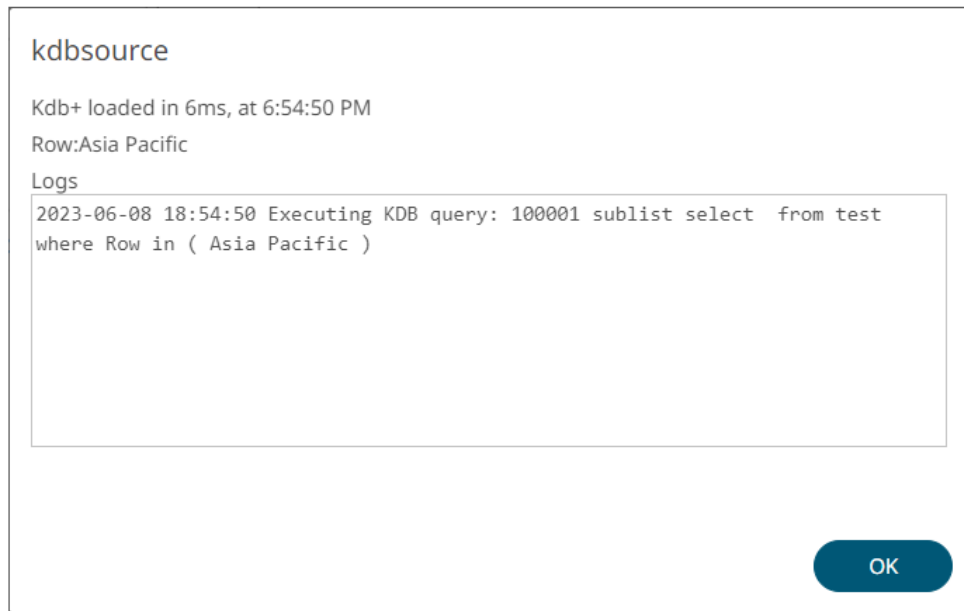 kdbsource
Kdb+ loaded in 6ms, at 6:54:50 PM
Row:Asia Pacific
Logs
2023-06-08 18:54:50 Executing KDB query: 100001 sublist select  from test
where Row in ( Asia Pacific )
OK